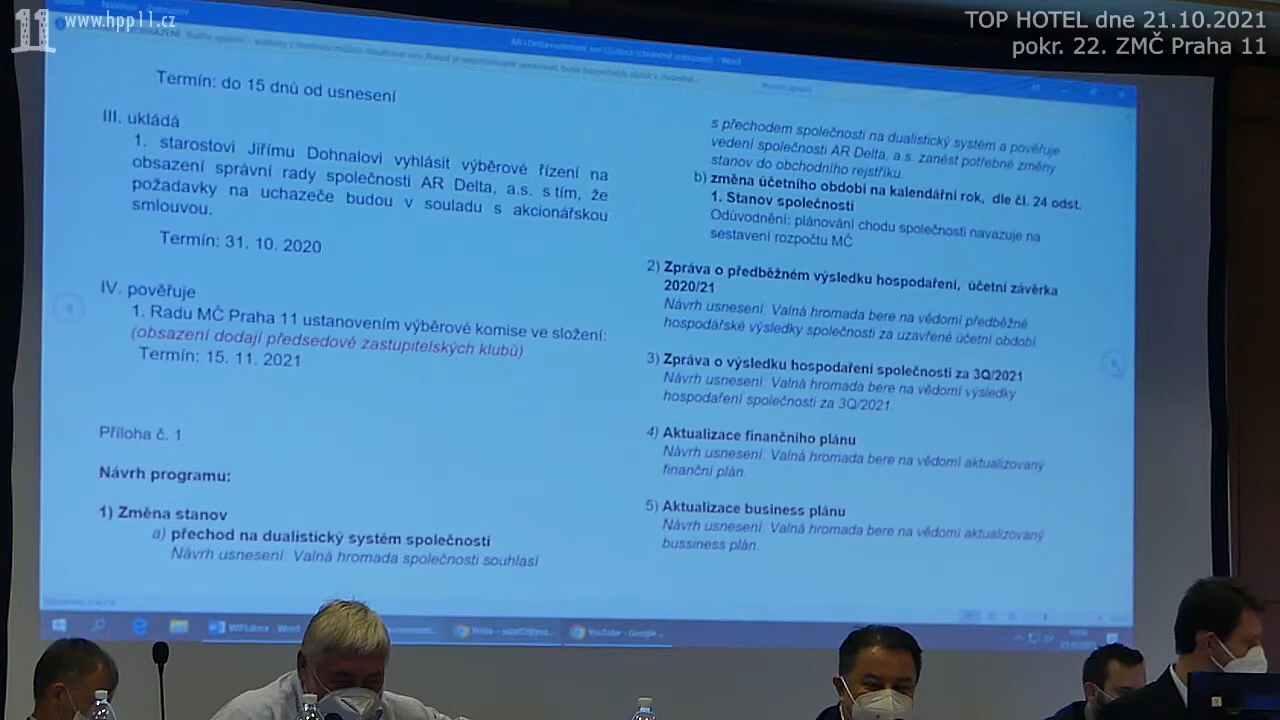 11 www.hpp11.cz
TOP HOTEL dne 21.10.2021
pokr. 22. ZMČ Praha 11
Termín: do 15 dnů od usnesení
III. ukládá
1. starostovi Jiřímu Dohnalovi vyhlásit výběrové řízení na
obsazení správní rady společnosti AR Delta, a.s. s tím, že
požadavky na uchazeče budou v souladu s akcionářskou
smlouvou.
Termín: 31. 10. 2020
IV. pověřuje
1. Radu MČ Praha 11 ustanovením výběrové komise ve složení:
(obsazení dodají předsedové zastupitelských klubů)
Termín: 15. 11. 2021
Příloha č. 1
Návrh programu:
1) Změna stanov
a) přechod na dualistický systém společnosti
Návrh usnesení: Valná hromada společnosti souhlasí
s přechodem společnosti na dualistický systém a pověřuje
vedení společnosti AR Delta, a.s. zanést potřebné změny
stanov do obchodního rejstříku.
b) změna účetního období na kalendářní rok, dle čl. 24 odst.
1. Stanov společnosti
Odůvodnění: plánování chodu společnosti navazuje na
sestavení rozpočtu MČ
2) Zpráva o předběžném výsledku hospodaření, účetní závěrka
2020/21
Návrh usnesení: Valná hromada bere na vědomí předběžné
hospodářské výsledky společnosti za uzavřené účetní období
3) Zpráva o výsledku hospodaření společnosti za 3Q/2021
Návrh usnesení: Valná hromada bere na vědomí výsledky
hospodaření společnosti za 3Q/2021.
4) Aktualizace finančního plánu
Návrh usnesení: Valná hromada bere na vědomí aktualizovaný
finanční plán.
5) Aktualizace business plánu
Návrh usnesení: Valná hromada bere na vědomí aktualizovaný
bussiness plán.
WIFI.docx - Word
YouTube - Google ...